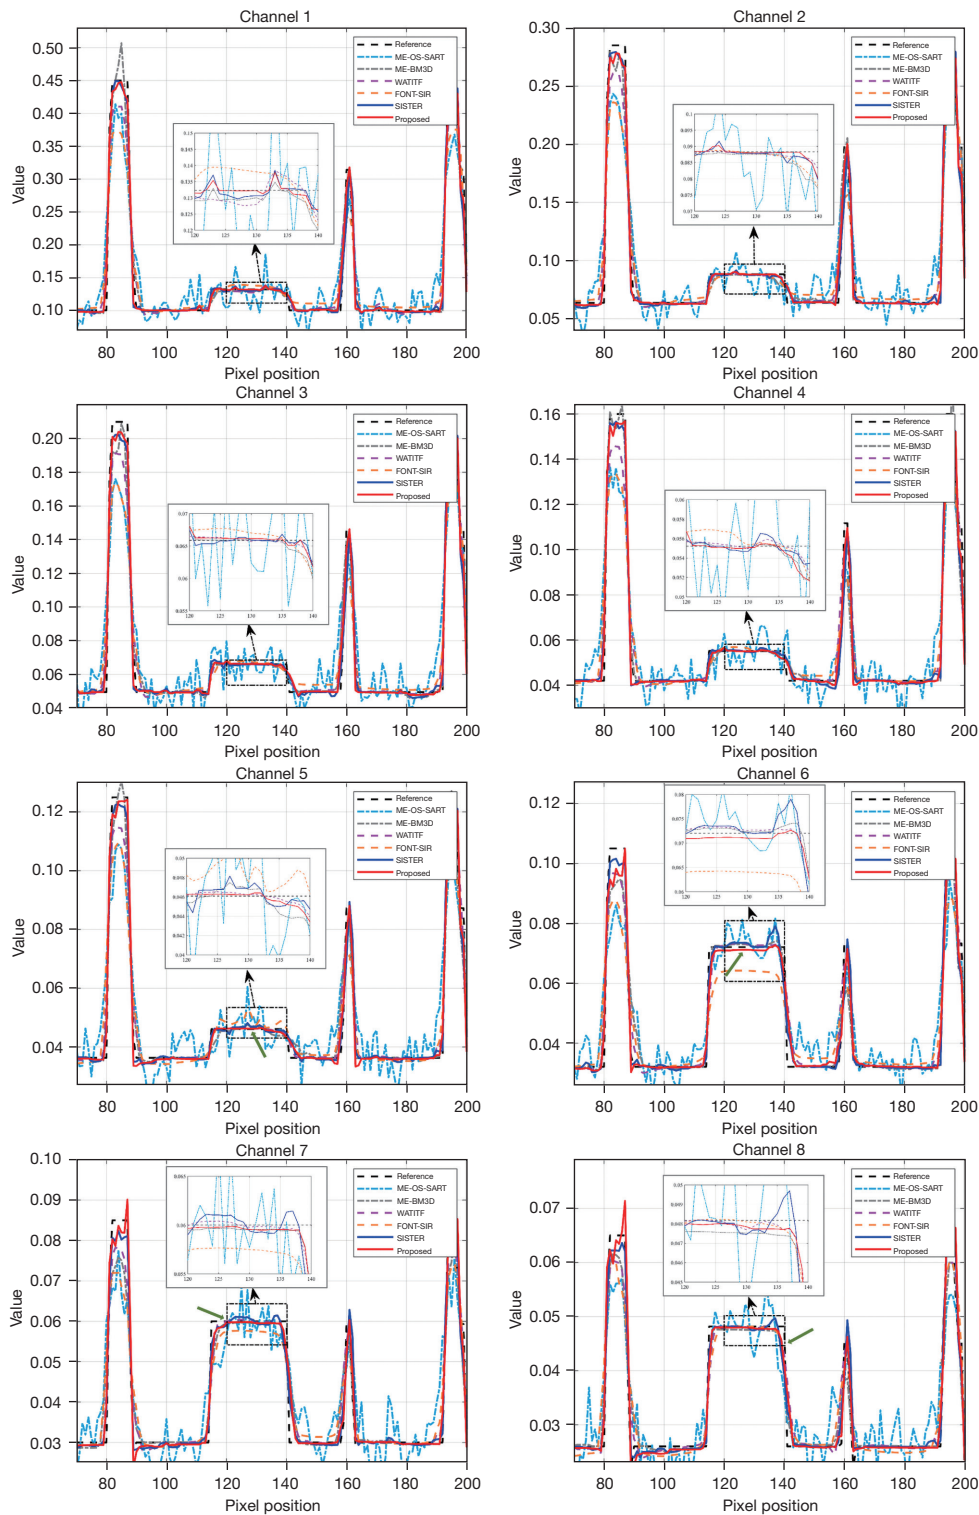 Channel 1
Value
0.50
0.45
0.40
0.35
0.30
0.25
0.20
0.15
0.10
Reference
ME-OS-SART
ME-BM3D
WATITF
FONT-SIR
SISTER
Proposed
80 100 120 140 160 180 200
Pixel position
Channel 2
0.30
0.25
0.20
0.15
0.10
0.05
Reference
ME-OS-SART
ME-BM3D
WATITF
FONT-SIR
SISTER
Proposed
80 100 120 140 160 180 200
Pixel position
Channel 3
Value
0.20
0.18
0.16
0.14
0.12
0.10
0.08
0.06
0.04
Reference
ME-OS-SART
ME-BM3D
WATITF
FONT-SIR
SISTER
Proposed
80 100 120 140 160 180 200
Pixel position
Channel 4
0.16
0.14
0.12
0.10
0.08
0.06
0.04
Reference
ME-OS-SART
ME-BM3D
WATITF
FONT-SIR
SISTER
Proposed
80 100 120 140 160 180 200
Pixel position
Channel 5
Value
0.12
0.10
0.08
0.06
0.04
Reference
ME-OS-SART
ME-BM3D
WATITF
FONT-SIR
SISTER
Proposed
80 100 120 140 160 180 200
Pixel position
Channel 6
0.12
0.10
0.08
0.06
0.04
Reference
ME-OS-SART
ME-BM3D
WATITF
FONT-SIR
SISTER
Proposed
80 100 120 140 160 180 200
Pixel position
Channel 7
Value
0.10
0.09
0.08
0.07
0.06
0.05
0.04
0.03
Reference
ME-OS-SART
ME-BM3D
WATITF
FONT-SIR
SISTER
Proposed
80 100 120 140 160 180 200
Pixel position
Channel 8
0.07
0.06
0.05
0.04
0.03
Reference
ME-OS-SART
ME-BM3D
WATITF
FONT-SIR
SISTER
Proposed
80 100 120 140 160 180 200
Pixel position